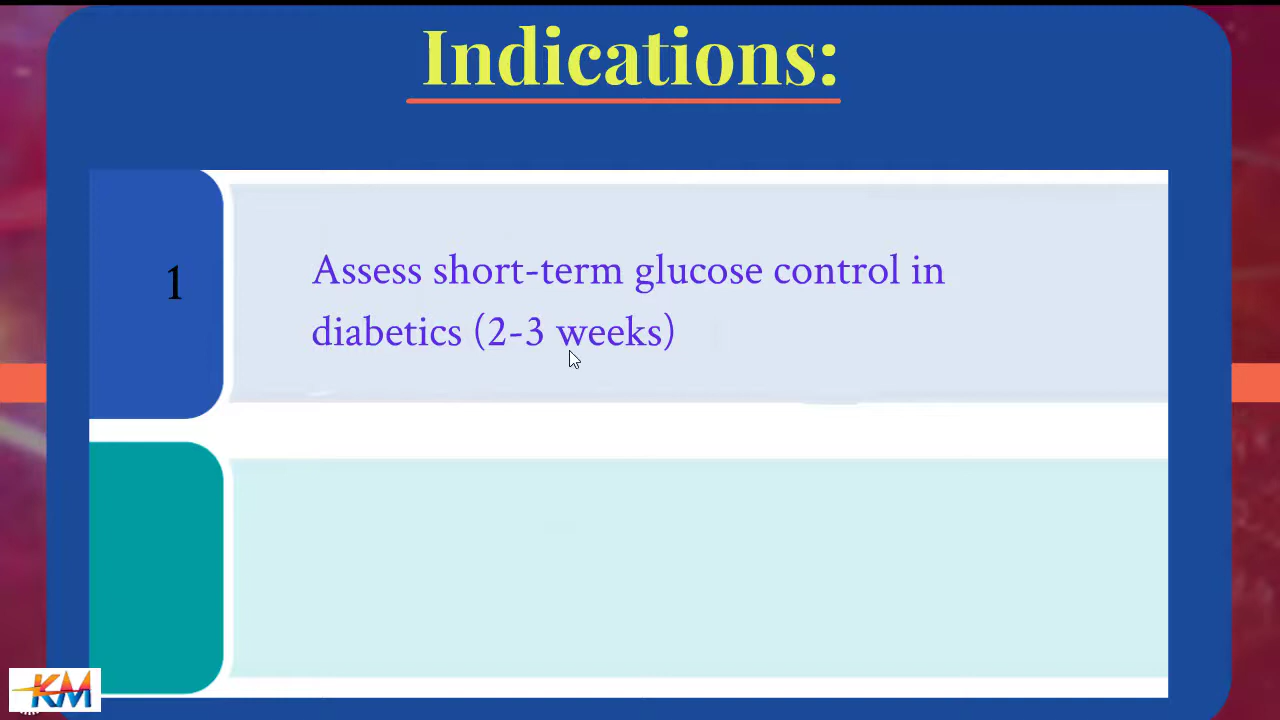 Indications:
1
Assess short-term glucose control in
diabetics (2-3 weeks)
KM